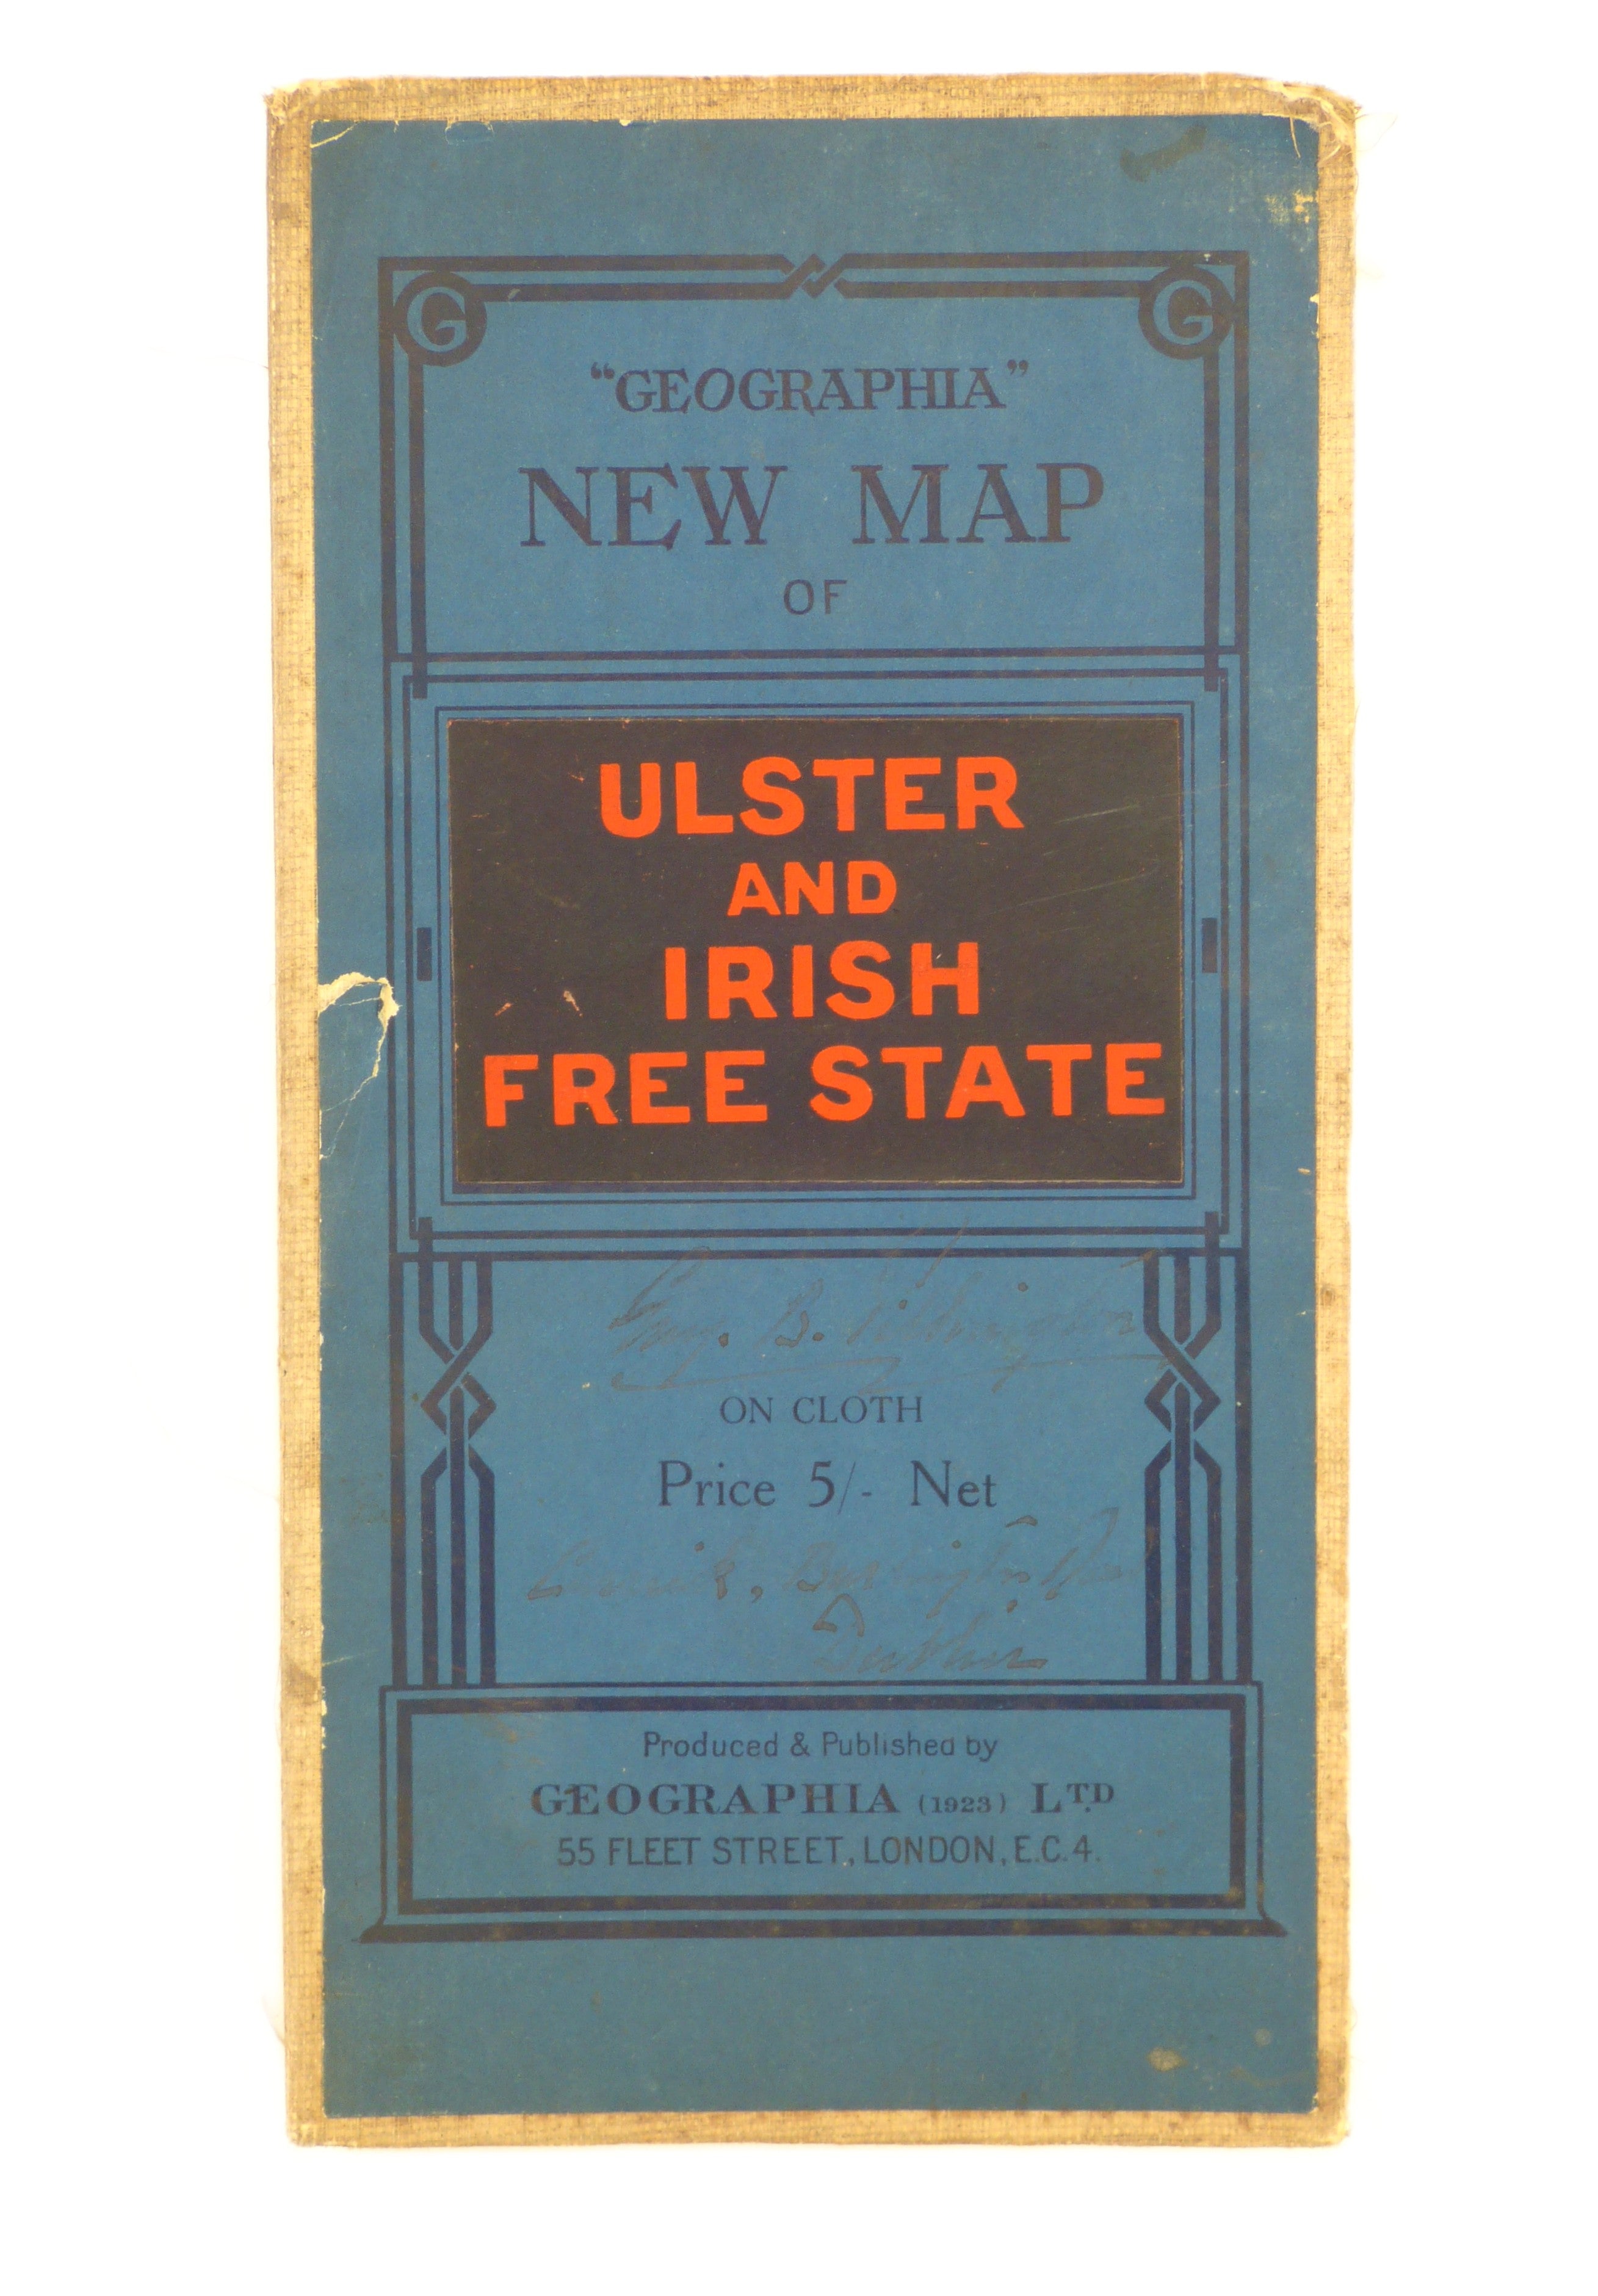 G G
"GEOGRAPHIA"
NEW MAP
OF
ULSTER
AND
IRISH
FREE STATE
B.
ON CLOTH
Price 5/- Net
Dublin
Produced & Published by
GEOGRAPHIA (1923) LTD
55 FLEET STREET, LONDON, E.C.4.